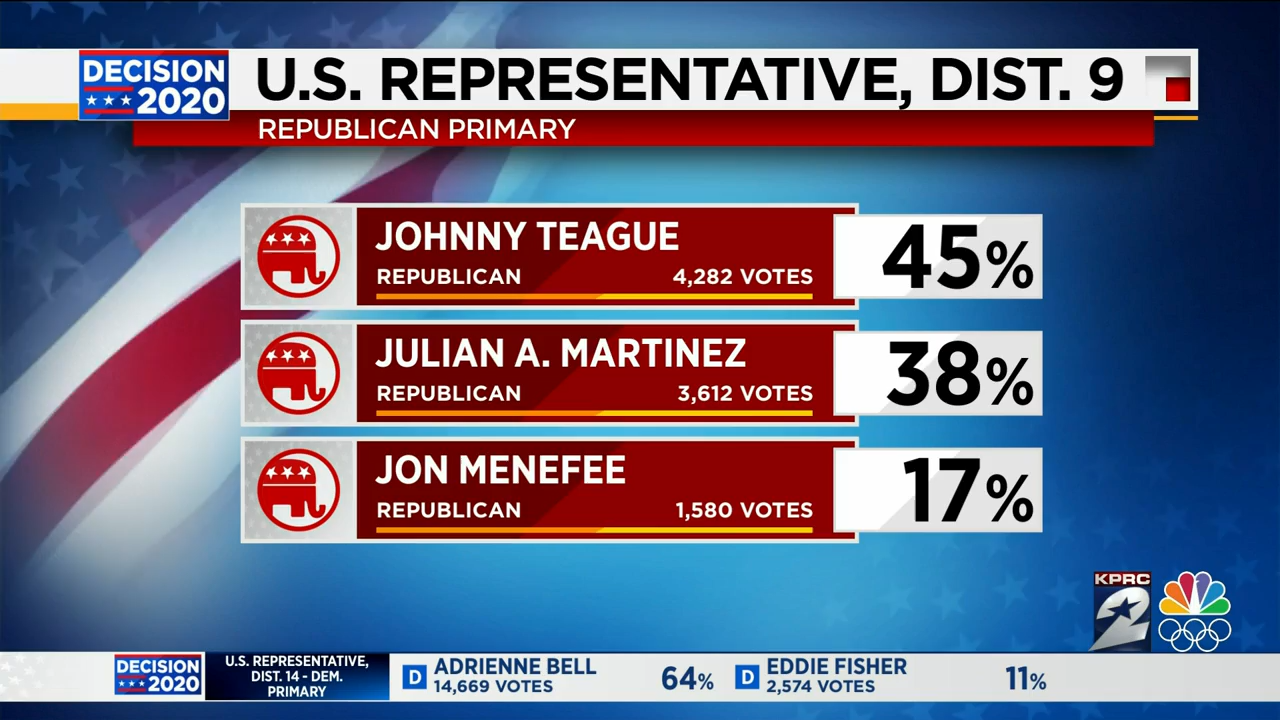 DECISION
2020
U.S. REPRESENTATIVE, DIST. 9
REPUBLICAN PRIMARY
JOHNNY TEAGUE
REPUBLICAN 4,282 VOTES
45%
JULIAN A. MARTINEZ
REPUBLICAN 3,612 VOTES
38%
JON MENEFEE
REPUBLICAN 1,580 VOTES
17%
KPRC
2
DECISION
2020
U.S. REPRESENTATIVE,
DIST. 14 - DEM.
PRIMARY
D ADRIENNE BELL
14,669 VOTES
64%
D EDDIE FISHER
2,574 VOTES
11%